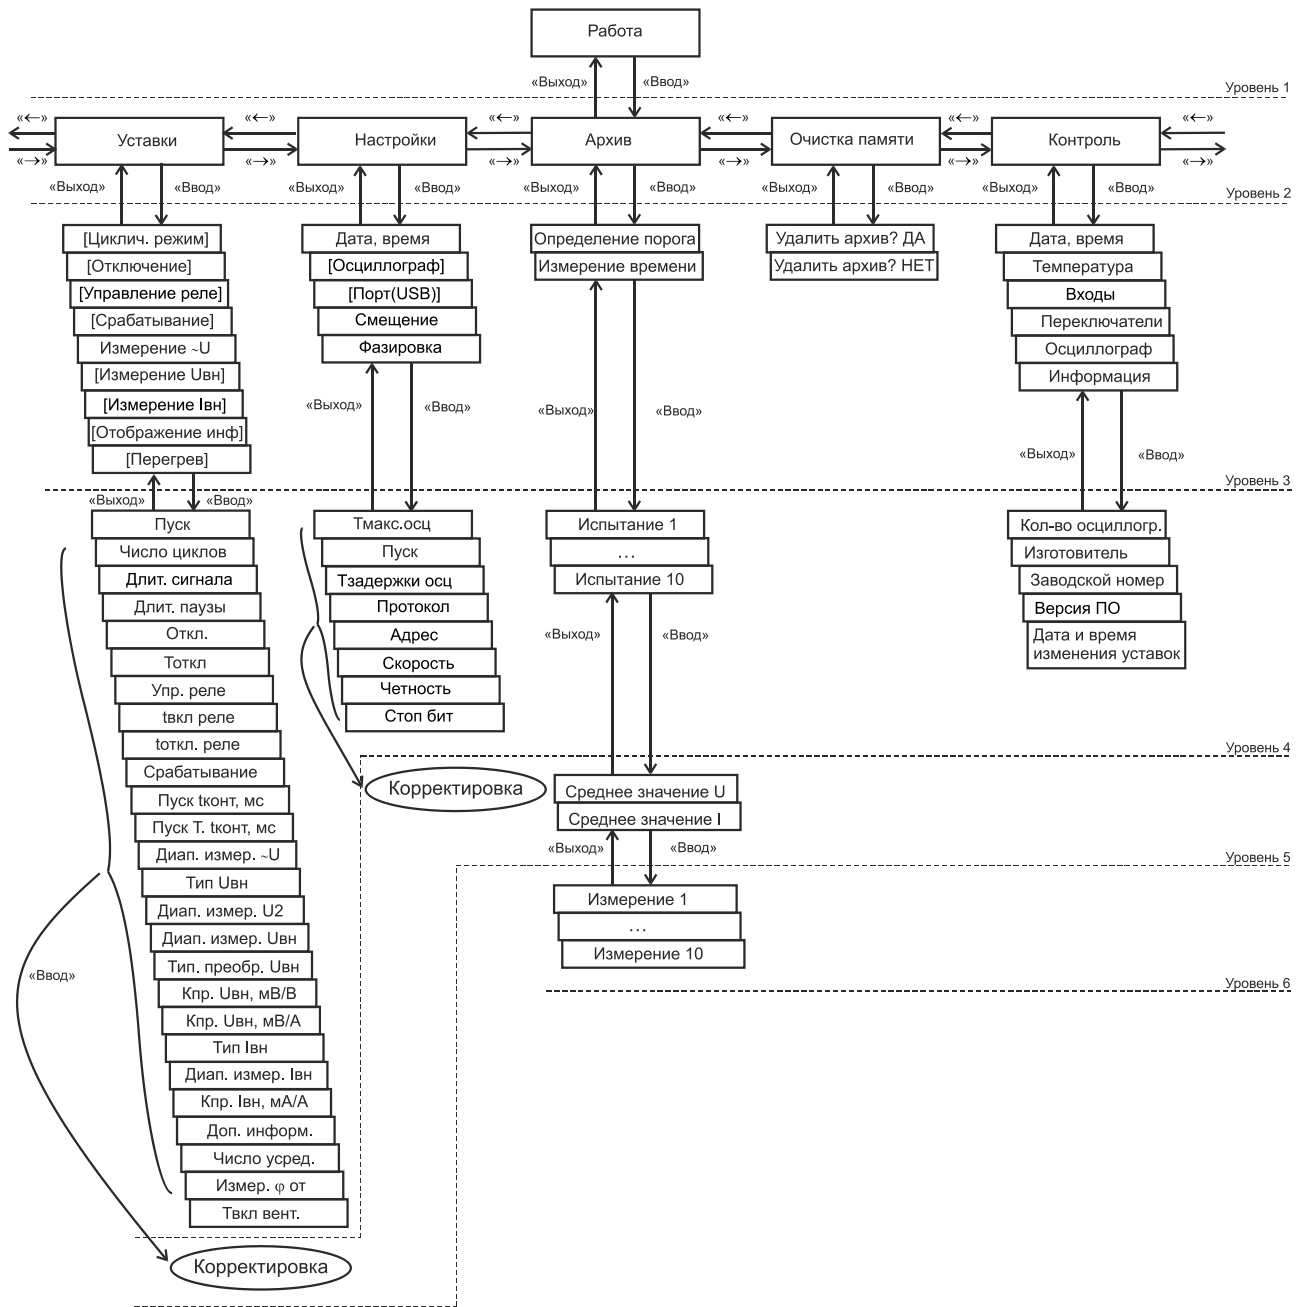 Работа
«Выход»
«Ввод»
Уровень 1
«←»
«←»
«←»
«←»
«←»
«←»
Уставки
Настройки
Архив
Очистка памяти
Контроль
«→»
«→»
«→»
«→»
«→»
«→»
«Выход»
«Ввод»
«Выход»
«Ввод»
«Выход»
«Ввод»
«Выход»
«Ввод»
«Выход»
«Ввод»
Уровень 2
[Циклич. режим]
[Отключение]
[Управление реле]
[Срабатывание]
Измерение ~U
[Измерение Uвн]
[Измерение Iвн]
[Отображение инф]
[Перегрев]
Дата, время
[Осциллограф]
[Порт(USB)]
Смещение
Фазировка
Определение порога
Измерение времени
Удалить архив? ДА
Удалить архив? НЕТ
Дата, время
Температура
Входы
Переключатели
Осциллограф
Информация
«Выход»
«Ввод»
«Выход»
«Ввод»
«Выход»
«Ввод»
«Выход»
«Ввод»
Уровень 3
Пуск
Число циклов
Длит. сигнала
Длит. паузы
Откл.
Тоткл
Упр. реле
tвкл реле
tоткл. реле
Срабатывание
Пуск tконт, мс
Пуск Т. tконт, мс
Диап. измер. ~U
Тип Uвн
Диап. измер. U2
Диап. измер. Uвн
Тип. преобр. Uвн
Кпр. Uвн, мВ/В
Кпр. Uвн, мВ/А
Тип Iвн
Диап. измер. Iвн
Кпр. Iвн, мА/А
Доп. информ.
Число усред.
Измер. φ от
Твкл вент.
«Ввод»
Корректировка
Тмакс.осц
Пуск
Тзадержки осц
Протокол
Адрес
Скорость
Четность
Стоп бит
Корректировка
Испытание 1
...
Испытание 10
«Выход»
«Ввод»
Кол-во осциллогр.
Изготовитель
Заводской номер
Версия ПО
Дата и время
изменения уставок
Уровень 4
Среднее значение U
Среднее значение I
«Выход»
«Ввод»
Уровень 5
Измерение 1
...
Измерение 10
Уровень 6